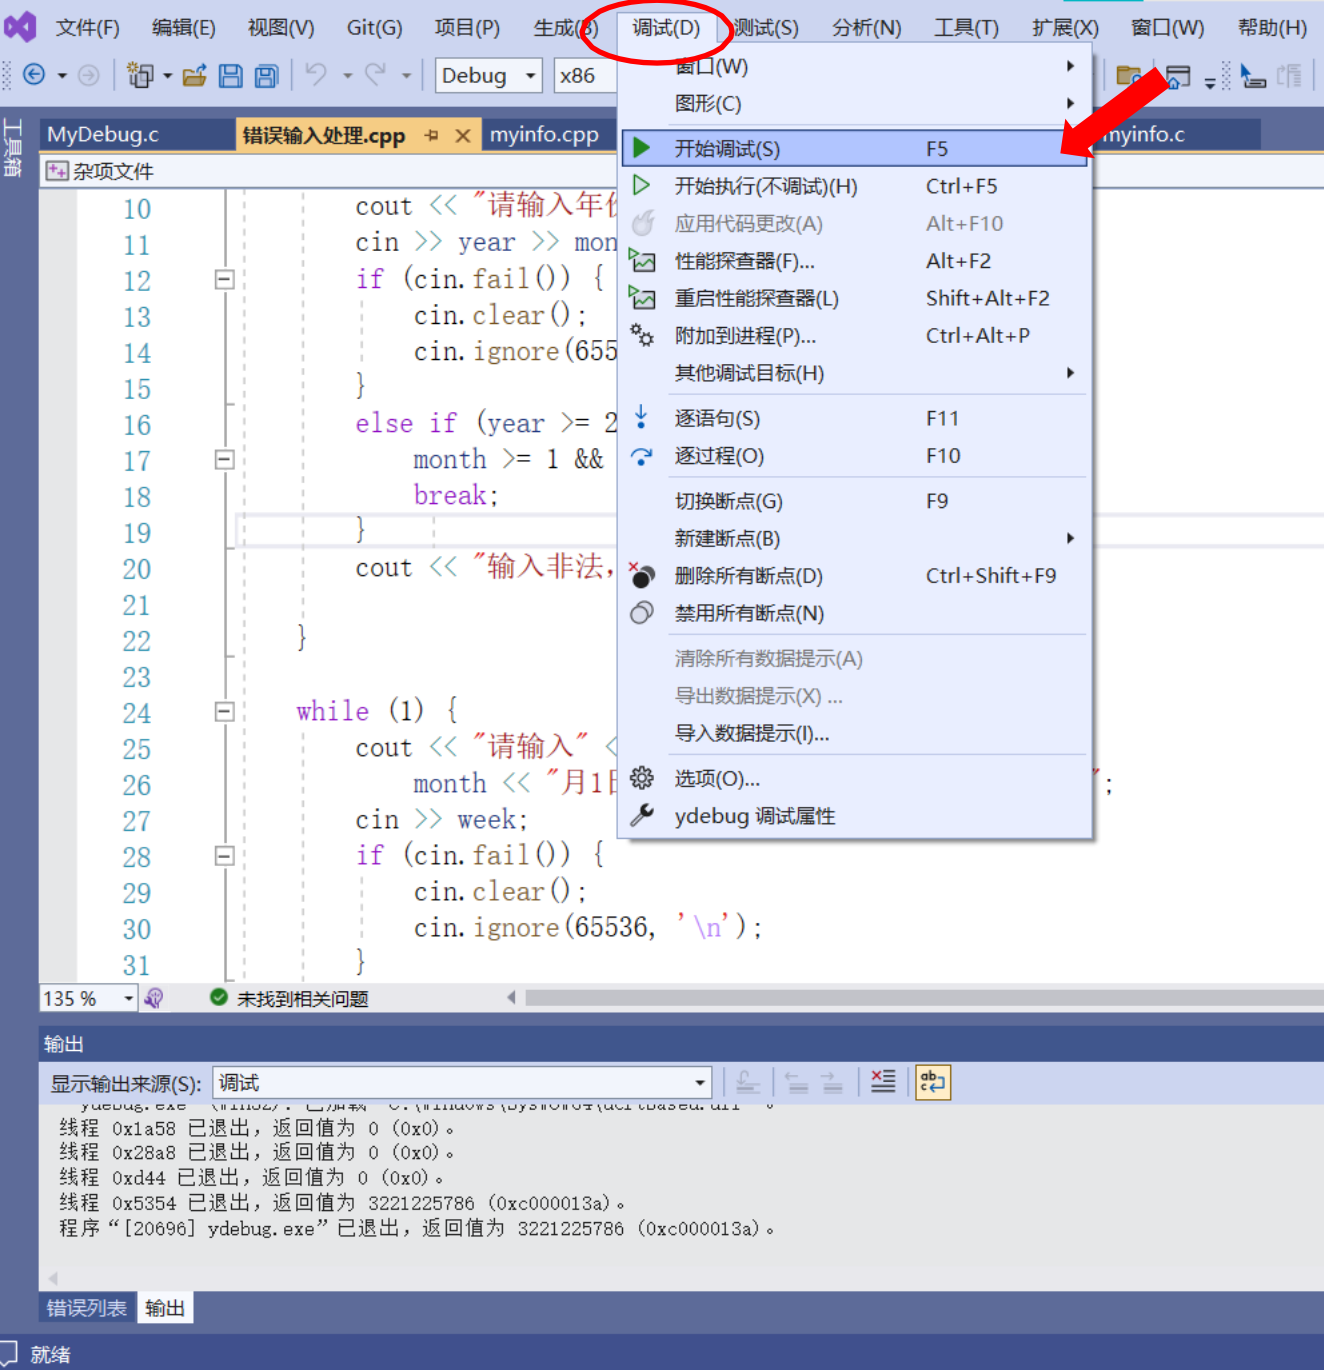 文件(F) 编辑(E) 视图(V) Git(G) 项目(P) 生成(B) 调试(D) 测试(S) 分析(N) 工具(T) 扩展(X) 窗口(W) 帮助(H)
Debug x86
工具箱
MyDebug.c 错误输入处理.cpp myinfo.cpp myinfo.c
杂项文件
窗口(W)
图形(C)
开始调试(S) F5
开始执行(不调试)(H) Ctrl+F5
应用代码更改(A) Alt+F10
性能探查器(F)... Alt+F2
重启性能探查器(L) Shift+Alt+F2
附加到进程(P)... Ctrl+Alt+P
其他调试目标(H)
逐语句(S) F11
逐过程(O) F10
切换断点(G) F9
新建断点(B)
删除所有断点(D) Ctrl+Shift+F9
禁用所有断点(N)
清除所有数据提示(A)
导出数据提示(X) ...
导入数据提示(I)...
选项(O)...
ydebug 调试属性
10 cout << "请输入年份
11 cin >> year >> mon
12 if (cin.fail()) {
13 cin.clear();
14 cin.ignore(655
15 }
16 else if (year >= 2
17 month >= 1 &&
18 break;
19 }
20 cout << "输入非法，
21
22 }
23
24 while (1) {
25 cout << "请输入" <
26 month << "月1日 ";
27 cin >> week;
28 if (cin.fail()) {
29 cin.clear();
30 cin.ignore(65536, '\n');
31 }
135 % 未找到相关问题
输出
显示输出来源(S): 调试
"ydebug.exe" (Win32): 已加载 "C:\Windows\SysWOW64\ucrtbased.dll"。
线程 0x1a58 已退出，返回值为 0 (0x0)。
线程 0x28a8 已退出，返回值为 0 (0x0)。
线程 0xd44 已退出，返回值为 0 (0x0)。
线程 0x5354 已退出，返回值为 3221225786 (0xc000013a)。
程序“[20696] ydebug.exe”已退出，返回值为 3221225786 (0xc000013a)。
错误列表 输出
就绪